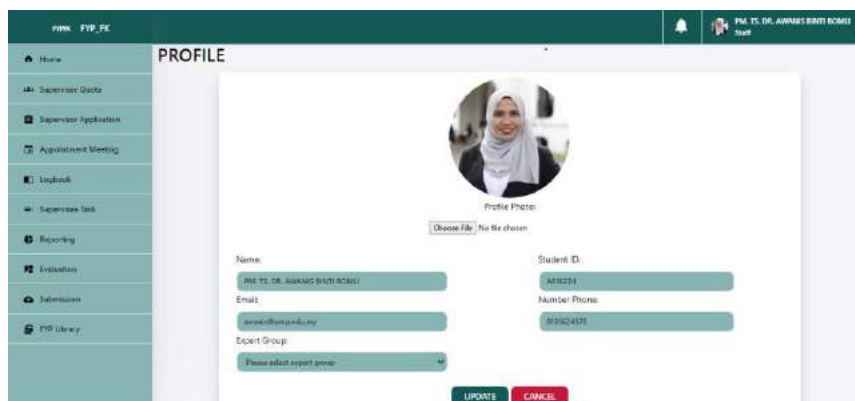 FYP_FK
PM. TS. DR. AWANIS BINTI ROMLI
Staff
PROFILE
Home
Supervisor Quota
Supervisor Application
Appointment Meeting
Logbook
Supervisee Task
Reporting
Evaluation
Submission
FYP Library
Profile Photo:
Choose File No file chosen
Name:
Student ID:
PM. TS. DR. AWANIS BINTI ROMLI
Email:
Number Phone:
Expert Group:
Please select expert group
UPDATE
CANCEL